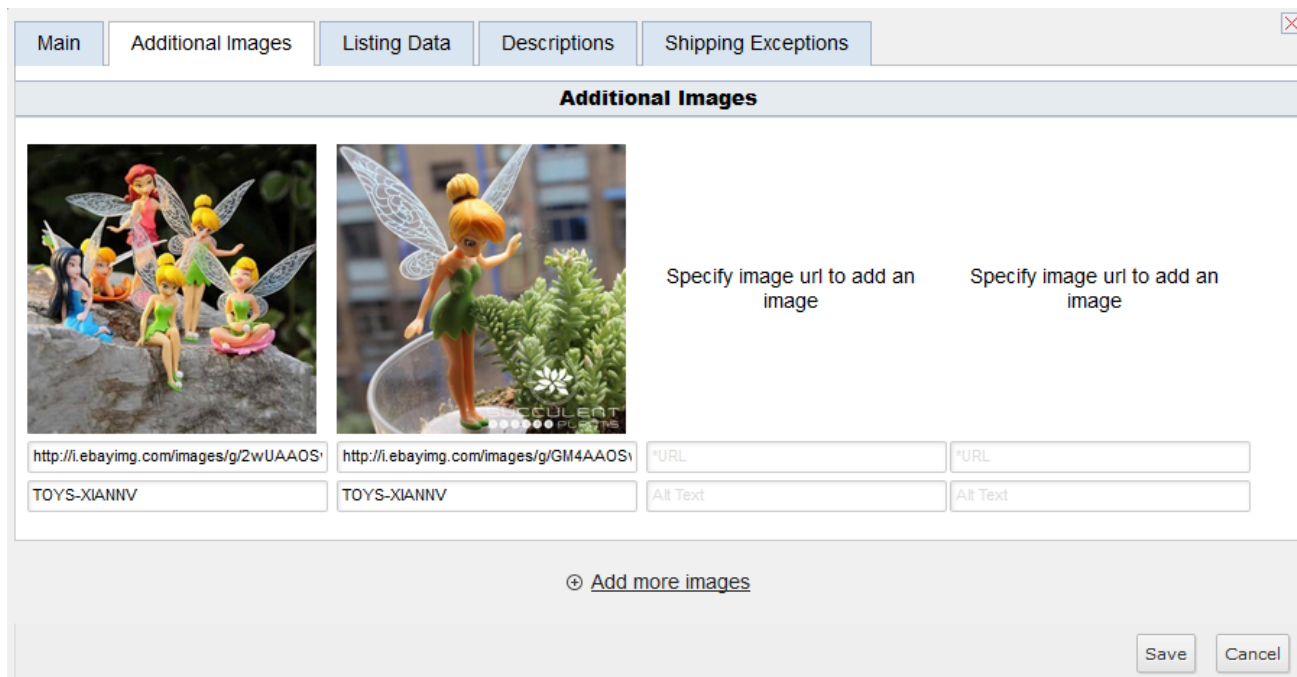 Main
Additional Images
Listing Data
Descriptions
Shipping Exceptions
Additional Images
SUCCULENT
PLANTS
Specify image url to add an
image
Specify image url to add an
image
http://i.ebayimg.com/images/g/2wUAAOS
http://i.ebayimg.com/images/g/GM4AAOS
*URL
*URL
TOYS-XIANNV
TOYS-XIANNV
Alt Text
Alt Text
Add more images
Save
Cancel